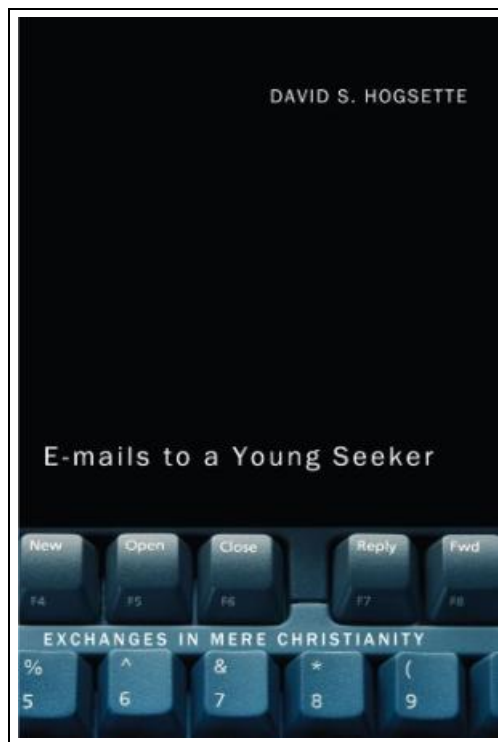 DAVID S. HOGSETTE
E-mails to a Young Seeker
New Open Close Reply Fwd
F4 F5 F6 F7 F8
EXCHANGES IN MERE CHRISTIANITY
% ^ & * (
5 6 7 8 9